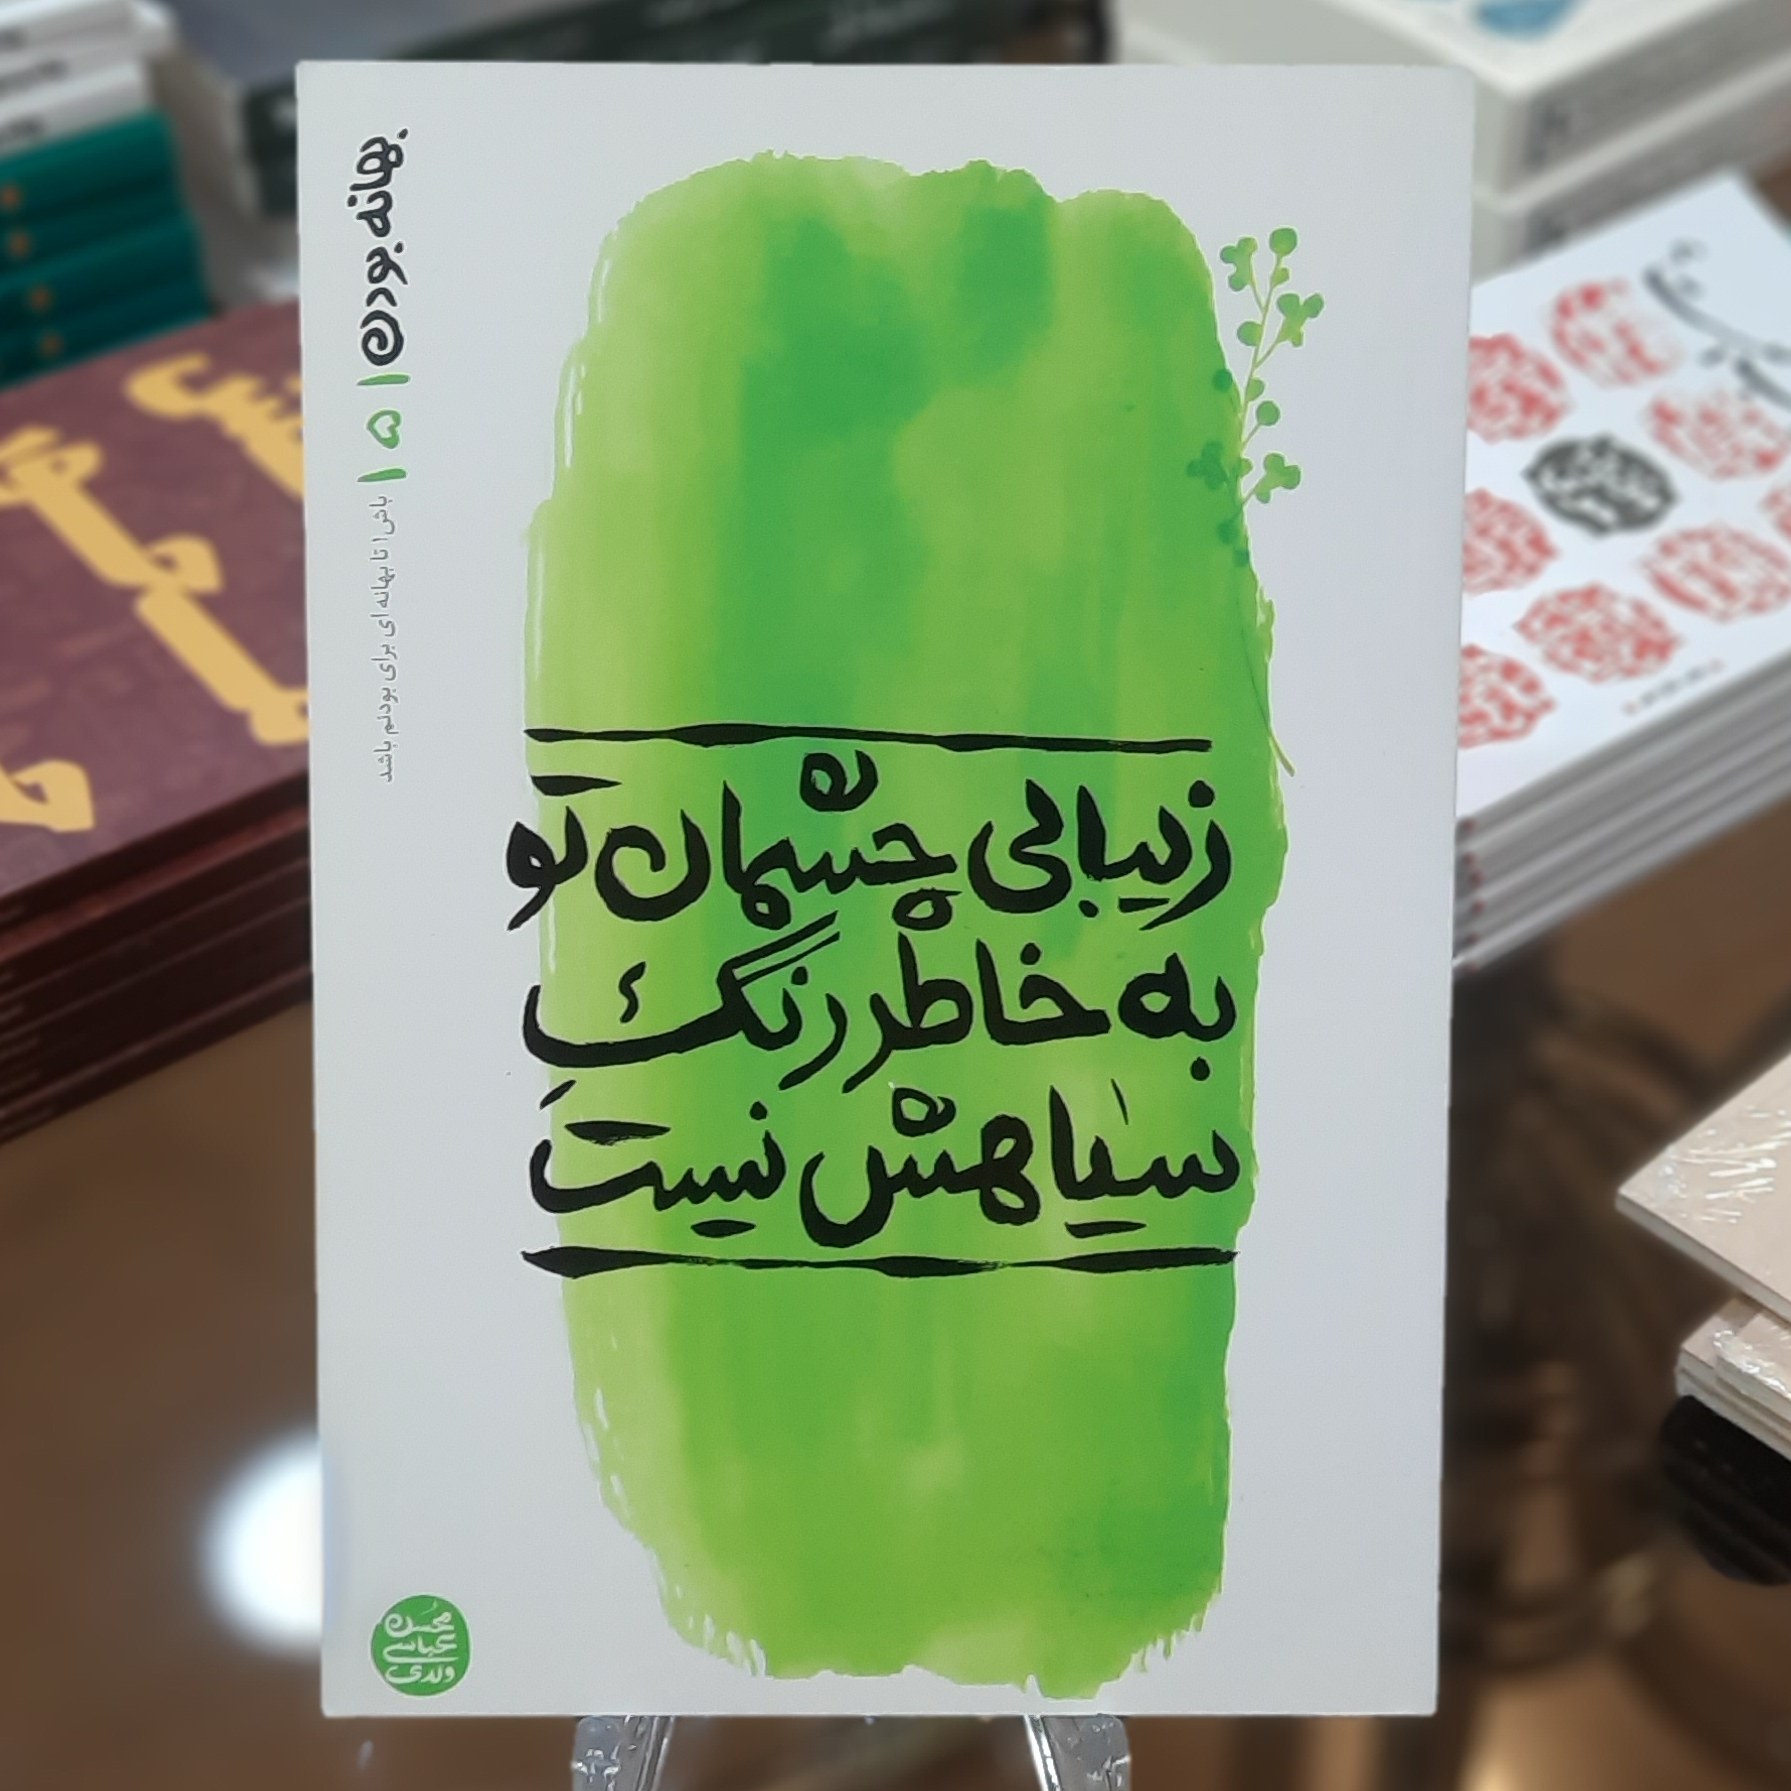 بهانه بودن
۵
باش! تا بهانه ای برای بودنم باشد
زیبایی چشمان تو
به خاطر رنگِ
سیاهش نیست
محسن
عباسی
ولدی